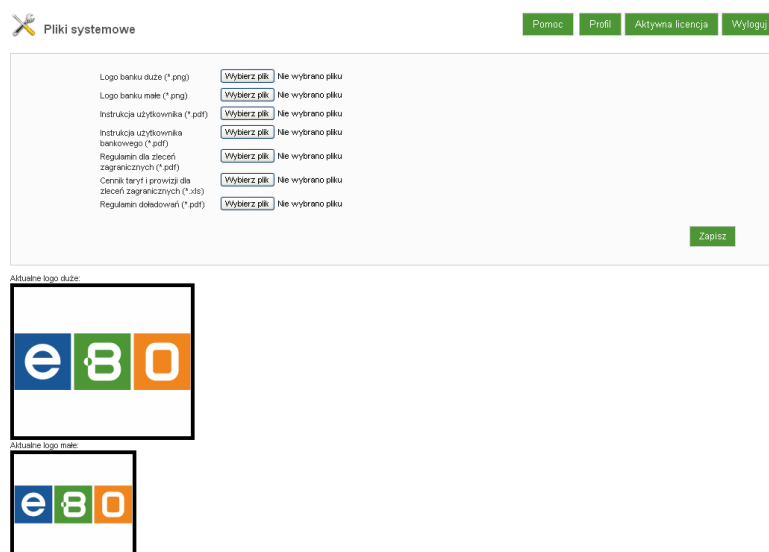 Pliki systemowe
Pomoc Profil Aktywna licencja Wyloguj
Logo banku duże (*.png) Wybierz plik Nie wybrano pliku
Logo banku małe (*.png) Wybierz plik Nie wybrano pliku
Instrukcja użytkownika (*.pdf) Wybierz plik Nie wybrano pliku
Instrukcja użytkownika
bankowego (*.pdf) Wybierz plik Nie wybrano pliku
Regulamin dla zleceń
zagranicznych (*.pdf) Wybierz plik Nie wybrano pliku
Cennik taryf i prowizji dla
zleceń zagranicznych (*.xls) Wybierz plik Nie wybrano pliku
Regulamin doładowań (*.pdf) Wybierz plik Nie wybrano pliku
Zapisz
Aktualne logo duże:
e B O
Aktualne logo małe:
e B O